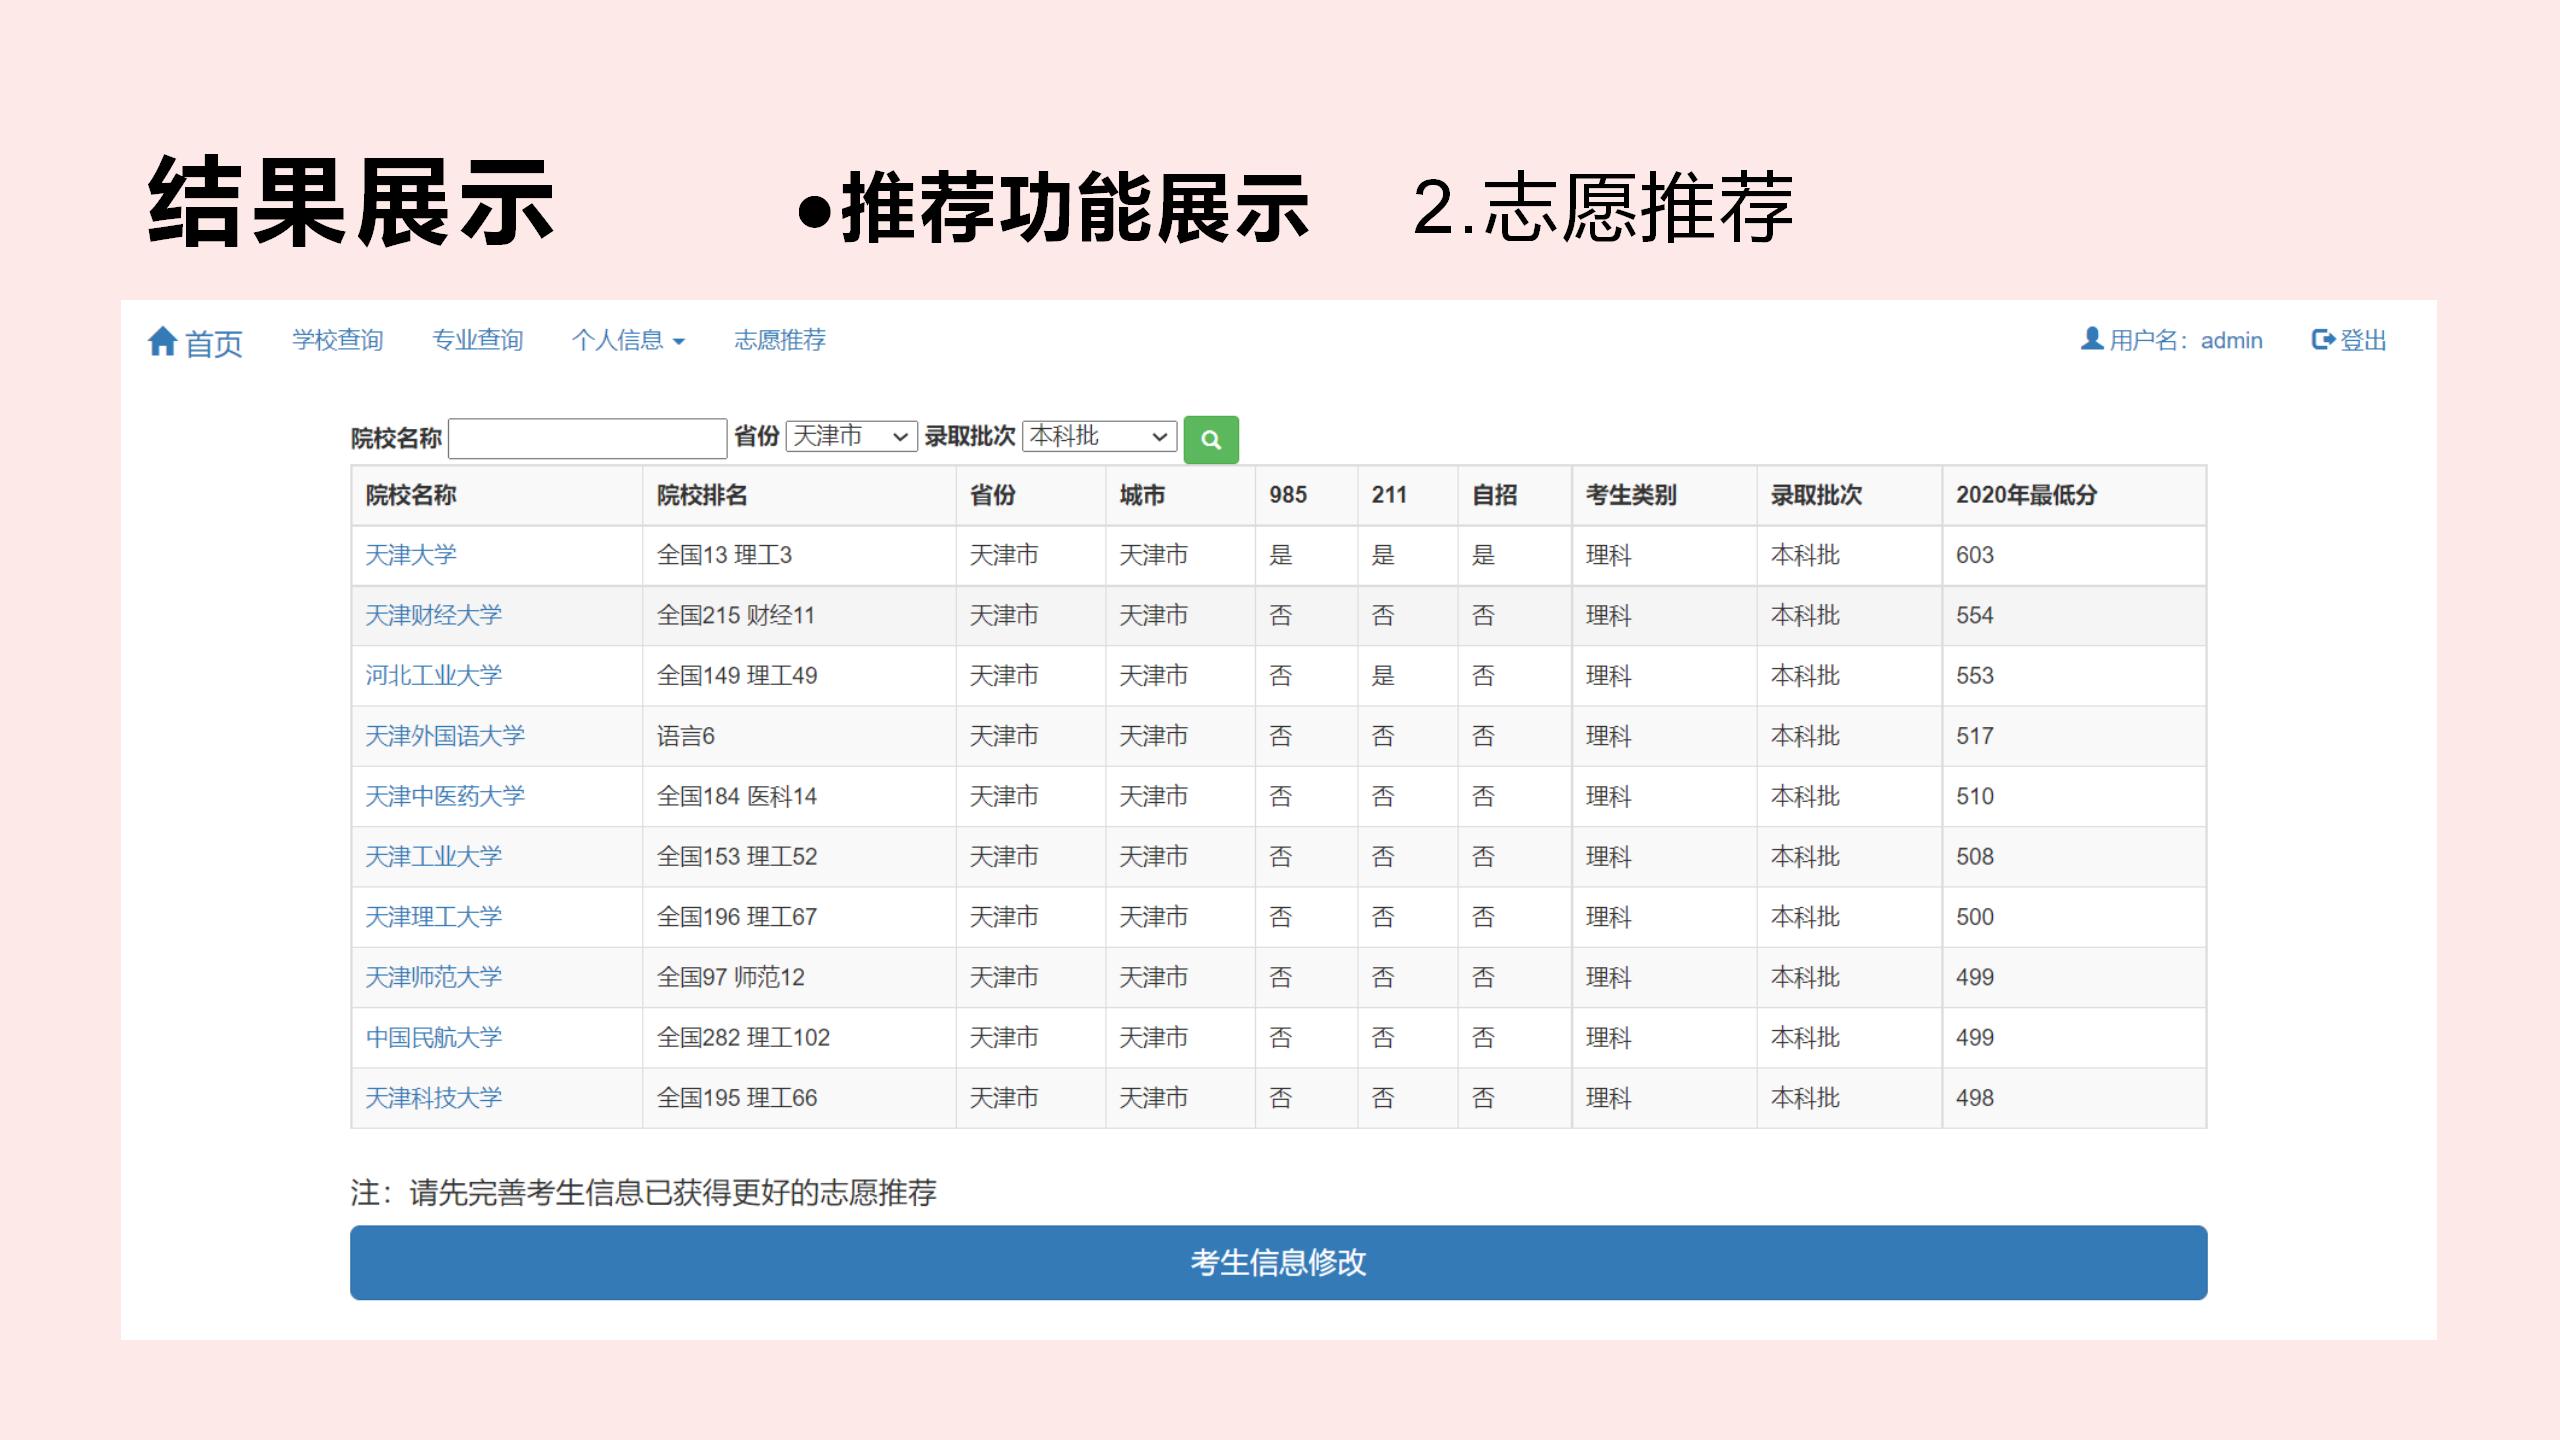 结果展示 •推荐功能展示 2.志愿推荐
首页 学校查询 专业查询 个人信息 志愿推荐 用户名：admin 登出
院校名称 省份 天津市 录取批次 本科批
院校名称 院校排名 省份 城市 985 211 自招 考生类别 录取批次 2020年最低分
天津大学 全国13 理工3 天津市 天津市 是 是 是 理科 本科批 603
天津财经大学 全国215 财经11 天津市 天津市 否 否 否 理科 本科批 554
河北工业大学 全国149 理工49 天津市 天津市 否 是 否 理科 本科批 553
天津外国语大学 语言6 天津市 天津市 否 否 否 理科 本科批 517
天津中医药大学 全国184 医科14 天津市 天津市 否 否 否 理科 本科批 510
天津工业大学 全国153 理工52 天津市 天津市 否 否 否 理科 本科批 508
天津理工大学 全国196 理工67 天津市 天津市 否 否 否 理科 本科批 500
天津师范大学 全国97 师范12 天津市 天津市 否 否 否 理科 本科批 499
中国民航大学 全国282 理工102 天津市 天津市 否 否 否 理科 本科批 499
天津科技大学 全国195 理工66 天津市 天津市 否 否 否 理科 本科批 498
注：请先完善考生信息已获得更好的志愿推荐
考生信息修改